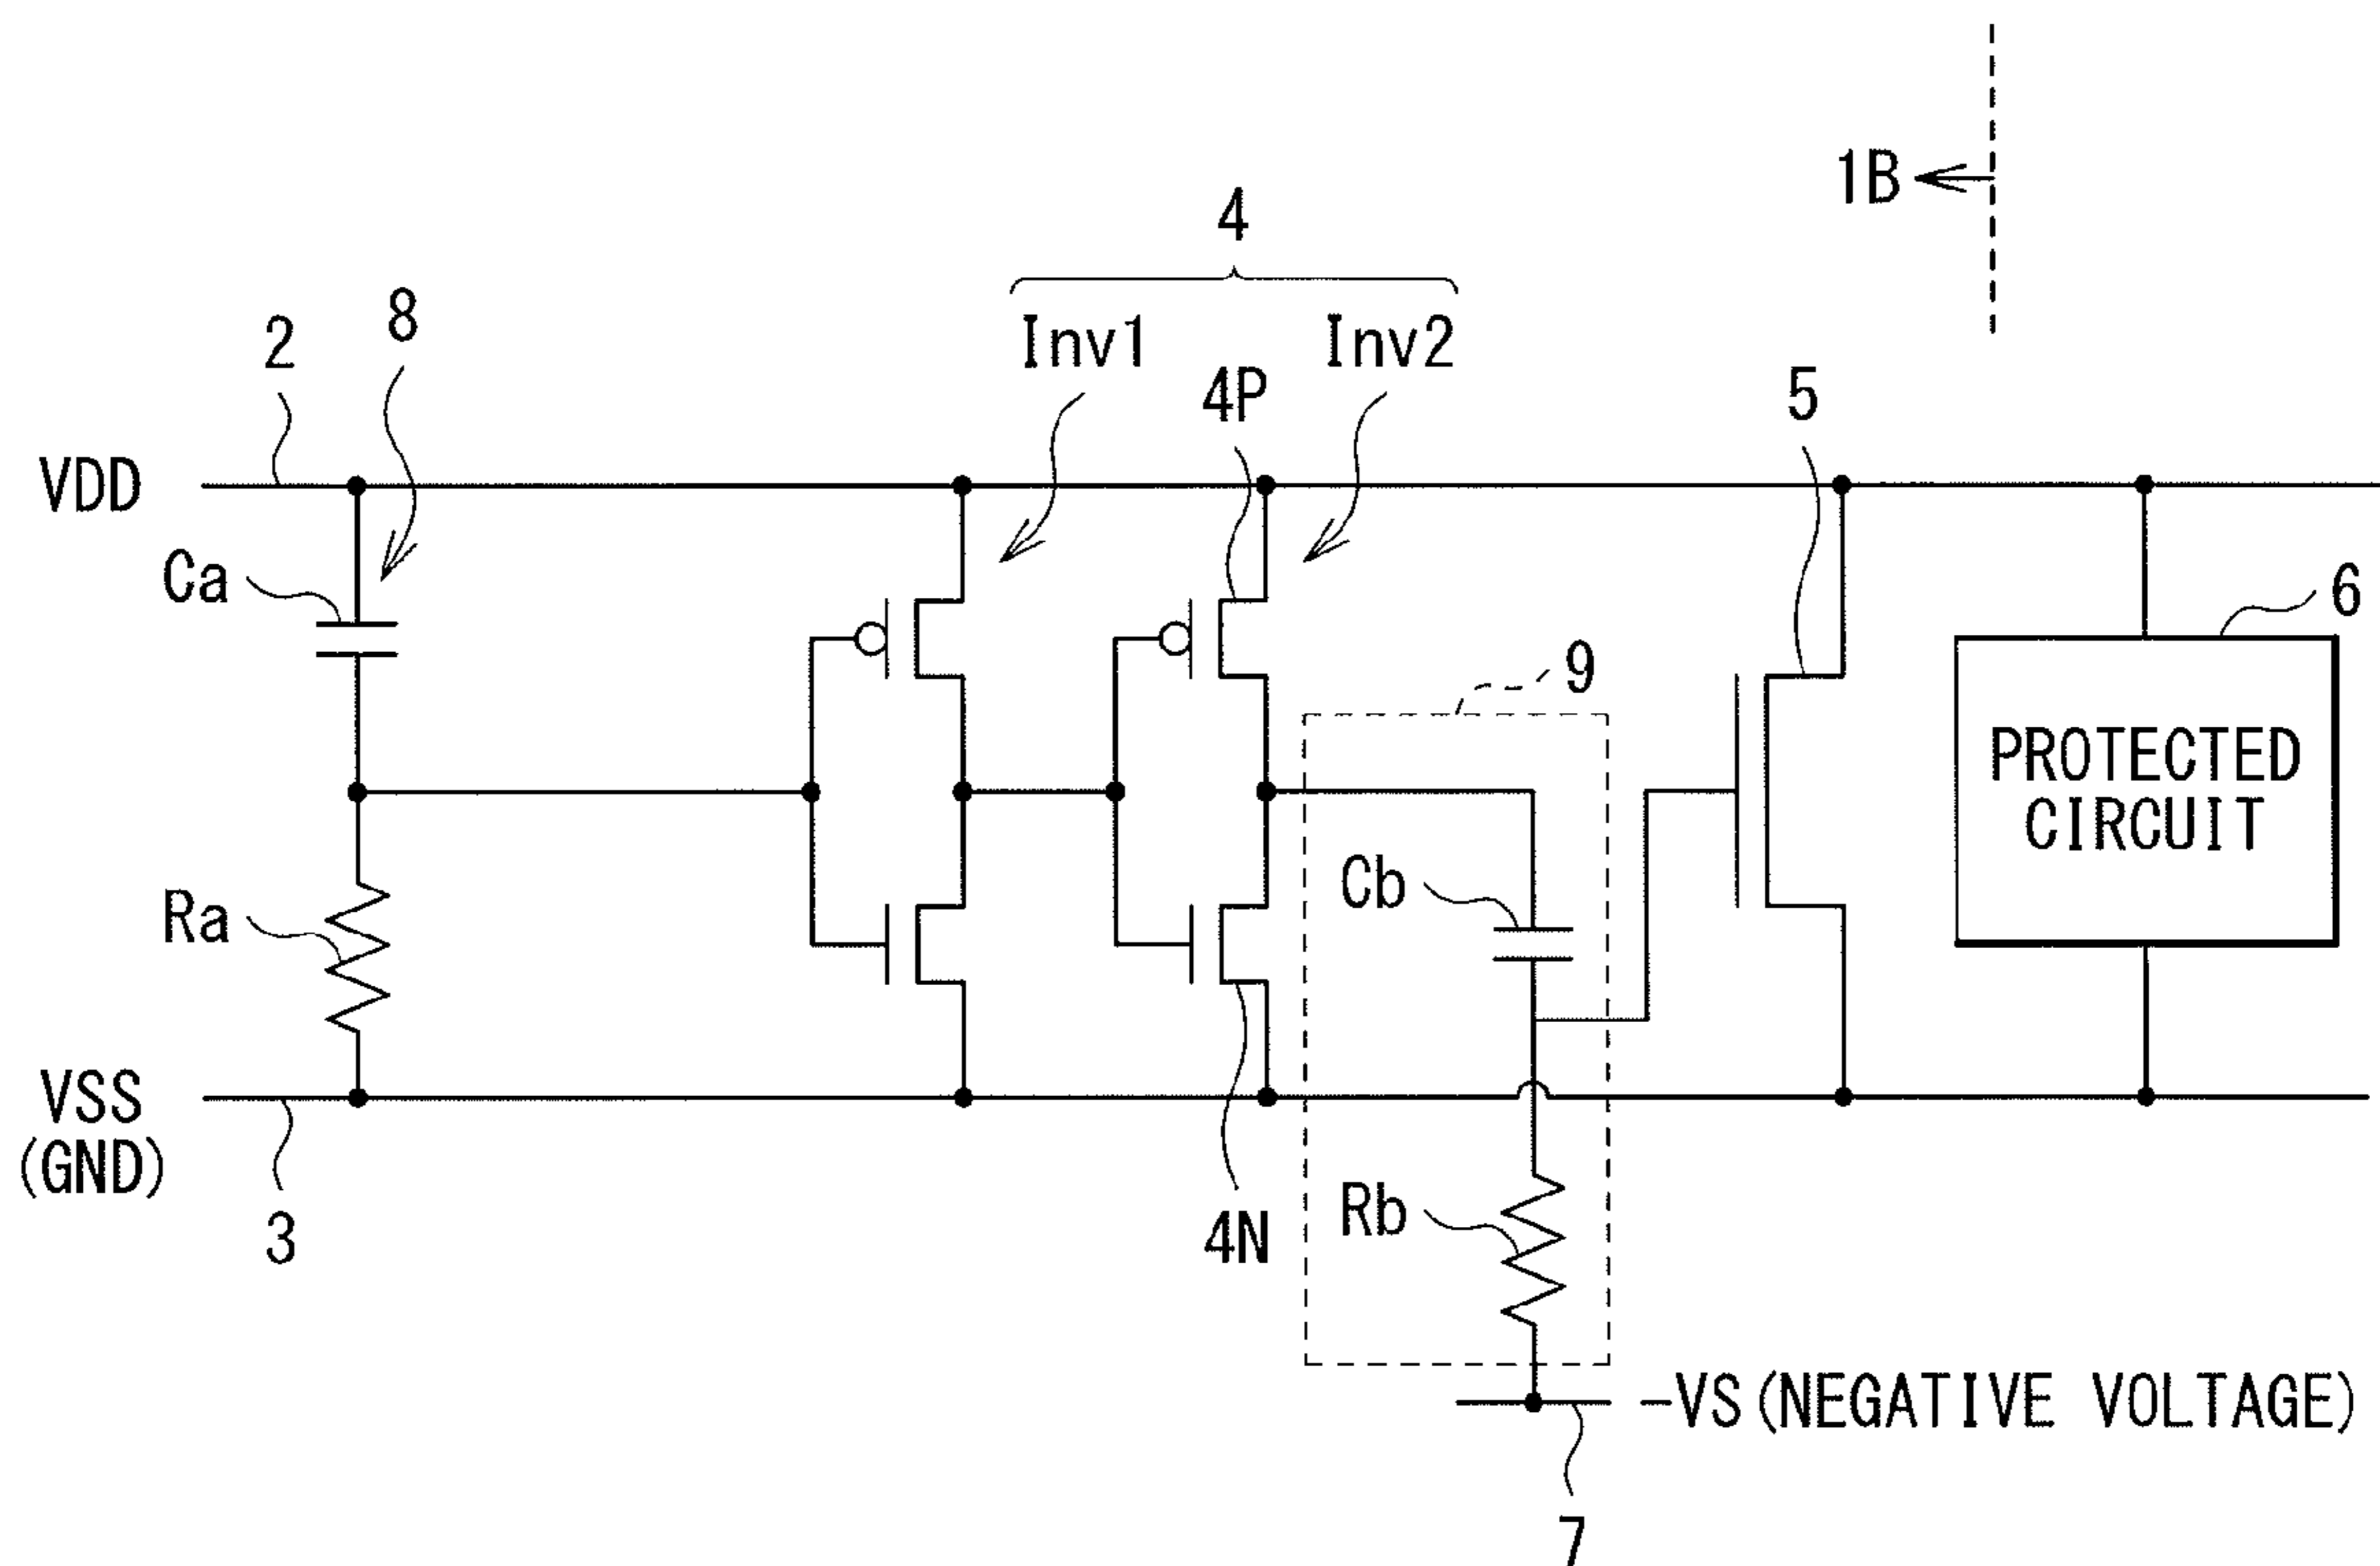 1B
4
8
2
Inv1
Inv2
4P
5
VDD
Ca
6
9
PROTECTED
CIRCUIT
Cb
Ra
VSS
(GND)
3
4N
Rb
-VS(NEGATIVE VOLTAGE)
7